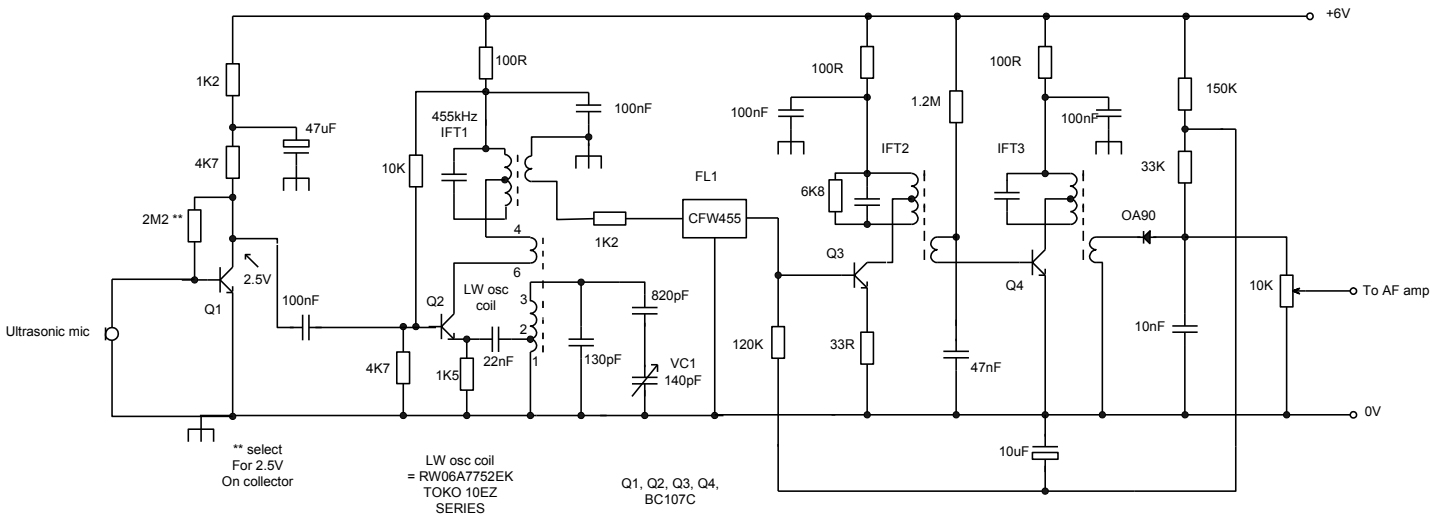 +6V
1K2
47uF
4K7
2M2 **
2.5V
Q1
Ultrasonic mic
100nF
** select
For 2.5V
On collector
100R
100nF
455kHz
IFT1
10K
4
6
LW osc
coil
Q2
3
2
1
22nF
4K7
1K5
130pF
820pF
VC1
140pF
1K2
FL1
CFW455
LW osc coil
= RW06A7752EK
TOKO 10EZ
SERIES
Q1, Q2, Q3, Q4,
BC107C
100R
100nF
IFT2
6K8
Q3
120K
33R
1.2M
47nF
100R
100nF
IFT3
Q4
OA90
150K
33K
10K
10nF
To AF amp
0V
10uF